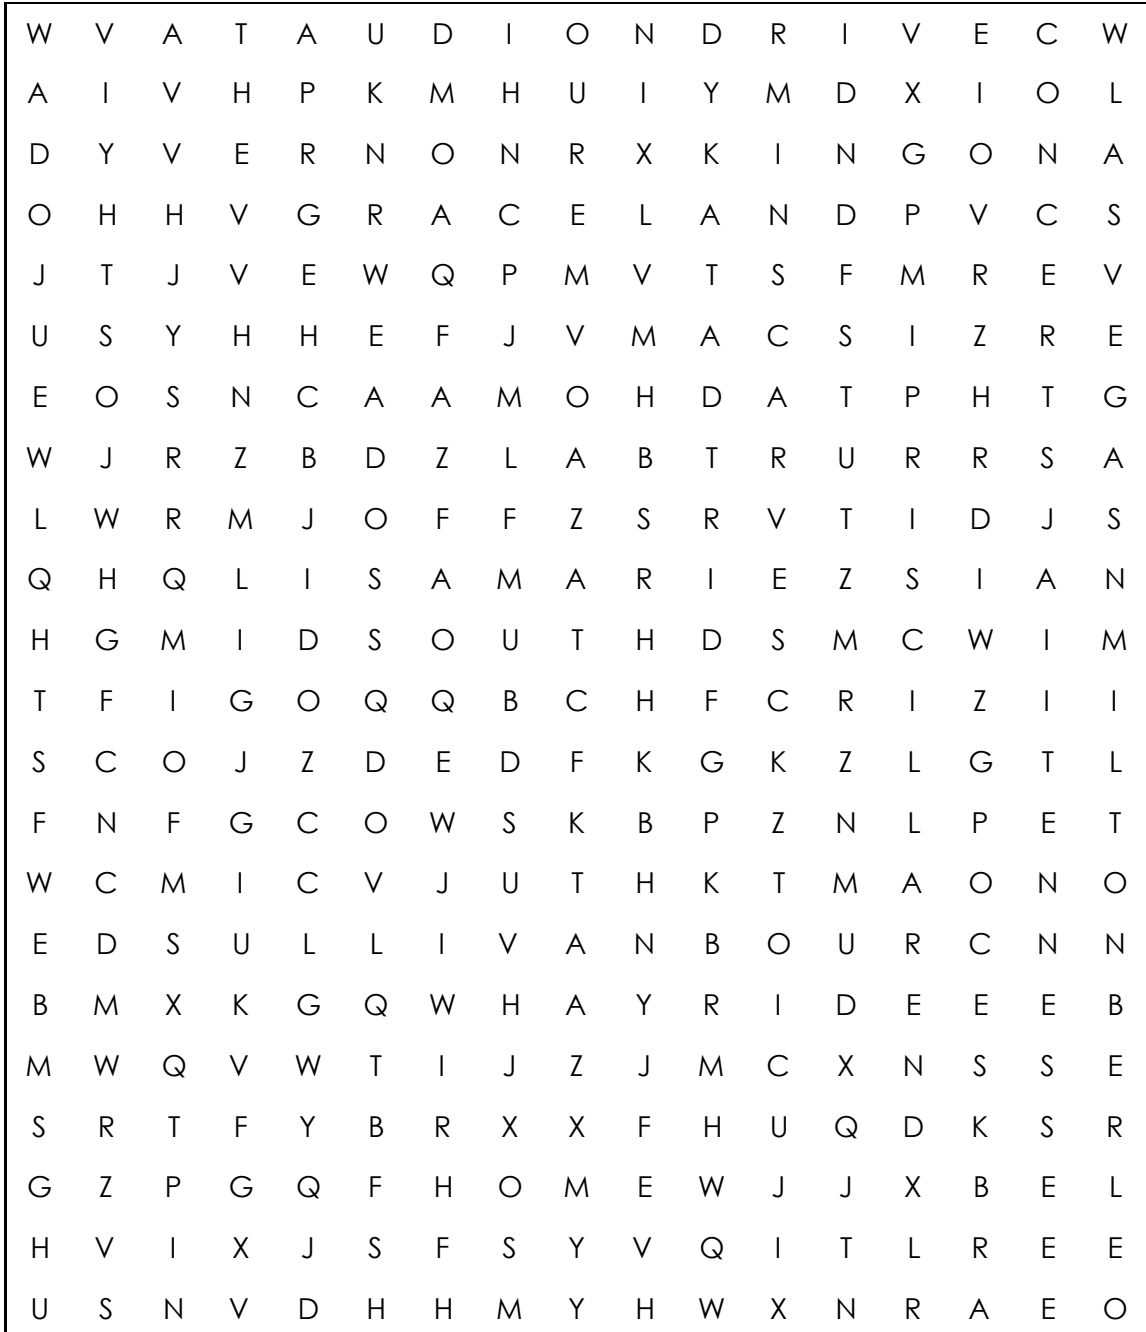 W V A T A U D I O N D R I V E C W
A I V H P K M H U I Y M D X I O L
D Y V E R N O N R X K I N G O N A
O H H V G R A C E L A N D P V C S
J T J V E W Q P M V T S F M R E V
U S Y H H E F J V M A C S I Z R E
E O S N C A A M O H D A T P H T G
W J R Z B D Z L A B T R U R R S A
L W R M J O F F Z S R V T I D J S
Q H Q L I S A M A R I E Z S I A N
H G M I D S O U T H D S M C W I M
T F I G O Q Q B C H F C R I Z I I
S C O J Z D E D F K G K Z L G T L
F N F G C O W S K B P Z N L P E T
W C M I C V J U T H K T M A O N O
E D S U L L I V A N B O U R C N N
B M X K G Q W H A Y R I D E E E B
M W Q V W T I J Z J M C X N S S E
S R T F Y B R X X F H U Q D K S R
G Z P G Q F H O M E W J J X B E L
H V I X J S F S Y V Q I T L R E E
U S N V D H H M Y H W X N R A E O